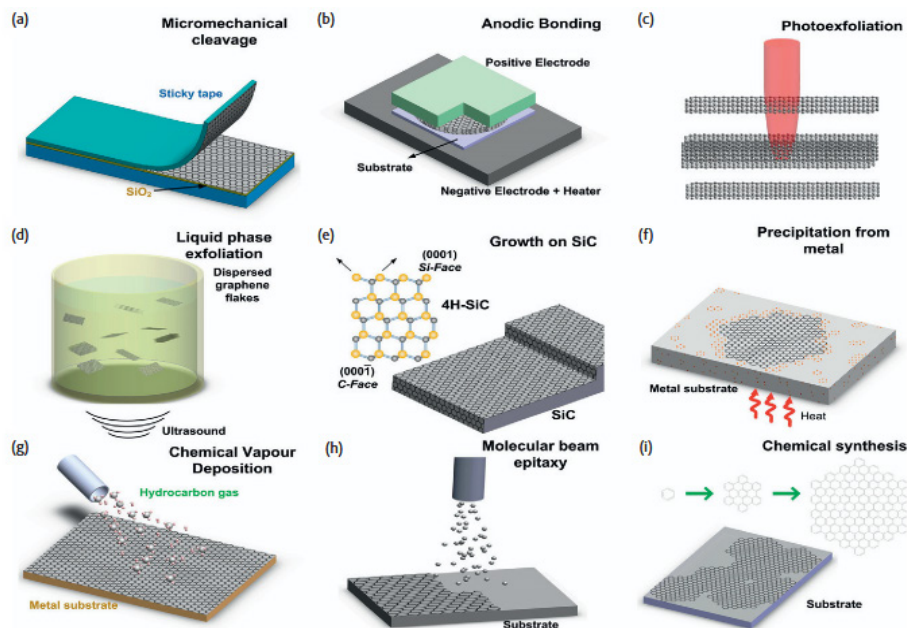 (a)
Micromechanical
cleavage
Sticky tape
SiO₂
(b)
Anodic Bonding
Positive Electrode
Substrate
Negative Electrode + Heater
(c)
Photoexfoliation
(d)
Liquid phase
exfoliation
Dispersed
graphene
flakes
Ultrasound
(e)
Growth on SiC
(0001)
Si-Face
4H-SiC
(0001̄)
C-Face
SiC
(f)
Precipitation from
metal
Metal substrate
Heat
(g)
Chemical Vapour
Deposition
Hydrocarbon gas
Metal substrate
(h)
Molecular beam
epitaxy
Substrate
(i)
Chemical synthesis
Substrate